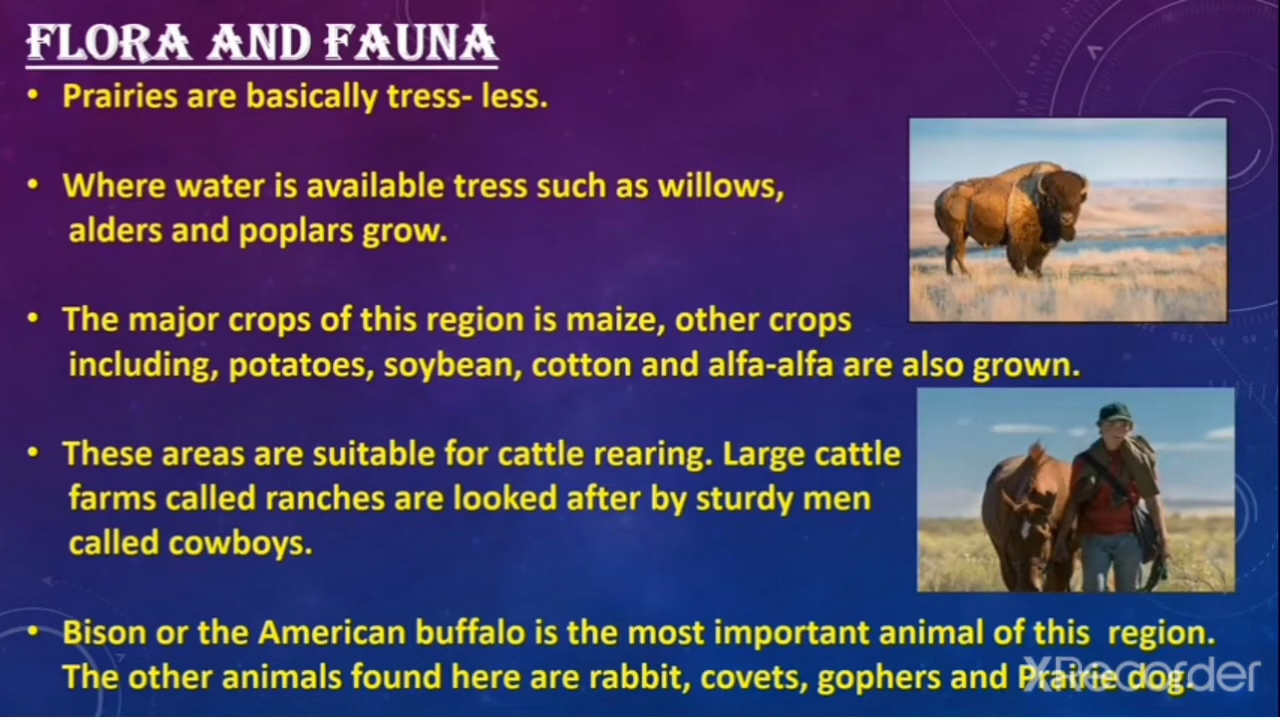 FLORA AND FAUNA
• Prairies are basically tress- less.
• Where water is available tress such as willows,
alders and poplars grow.
• The major crops of this region is maize, other crops
including, potatoes, soybean, cotton and alfa-alfa are also grown.
• These areas are suitable for cattle rearing. Large cattle
farms called ranches are looked after by sturdy men
called cowboys.
• Bison or the American buffalo is the most important animal of this region.
The other animals found here are rabbit, covets, gophers and Prairie dog.
XRecorder